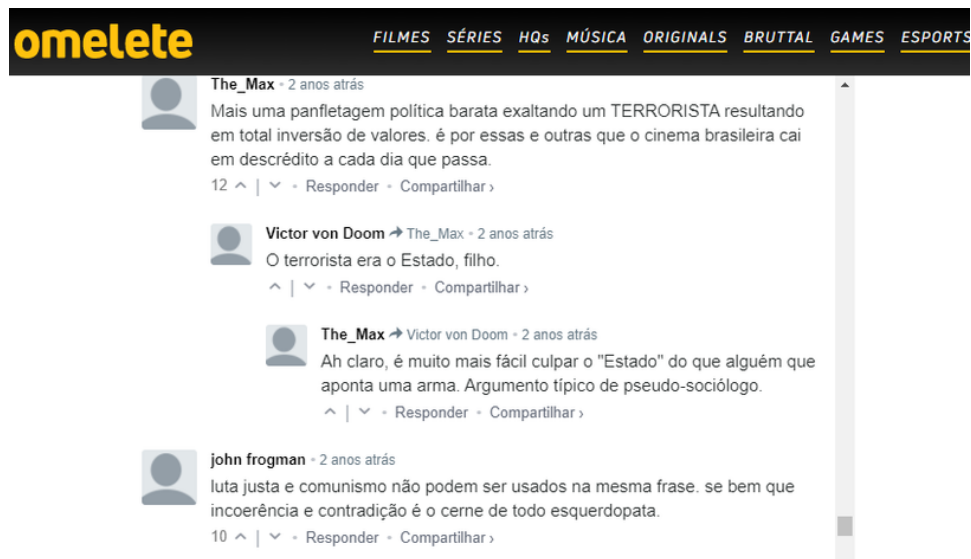 omelete
FILMES SÉRIES HQs MÚSICA ORIGINALS BRUTTAL GAMES ESPORTS
The_Max • 2 anos atrás
Mais uma panfletagem política barata exaltando um TERRORISTA resultando
em total inversão de valores. é por essas e outras que o cinema brasileira cai
em descrédito a cada dia que passa.
12 | • Responder • Compartilhar ›
Victor von Doom The_Max • 2 anos atrás
O terrorista era o Estado, filho.
| • Responder • Compartilhar ›
The_Max Victor von Doom • 2 anos atrás
Ah claro, é muito mais fácil culpar o "Estado" do que alguém que
aponta uma arma. Argumento típico de pseudo-sociólogo.
| • Responder • Compartilhar ›
john frogman • 2 anos atrás
luta justa e comunismo não podem ser usados na mesma frase. se bem que
incoerência e contradição é o cerne de todo esquerdopata.
10 | • Responder • Compartilhar ›